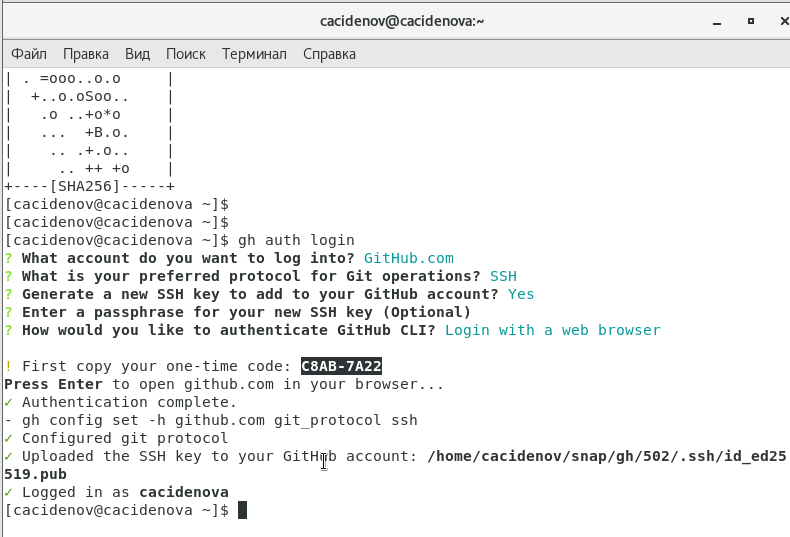 cacidenov@cacidenova:~
Файл Правка Вид Поиск Терминал Справка
| . =ooo..o.o     |
|  +..o.oSoo..    |
|   .o ..+o*o     |
|   ...  +B.o.    |
|    .. .+.o..    |
|     .. ++ +o    |
+----[SHA256]-----+
[cacidenov@cacidenova ~]$
[cacidenov@cacidenova ~]$
[cacidenov@cacidenova ~]$ gh auth login
? What account do you want to log into? GitHub.com
? What is your preferred protocol for Git operations? SSH
? Generate a new SSH key to add to your GitHub account? Yes
? Enter a passphrase for your new SSH key (Optional)
? How would you like to authenticate GitHub CLI? Login with a web browser
! First copy your one-time code: C8AB-7A22
Press Enter to open github.com in your browser...
✓ Authentication complete.
- gh config set -h github.com git_protocol ssh
✓ Configured git protocol
✓ Uploaded the SSH key to your GitHub account: /home/cacidenov/snap/gh/502/.ssh/id_ed25
519.pub
✓ Logged in as cacidenova
[cacidenov@cacidenova ~]$